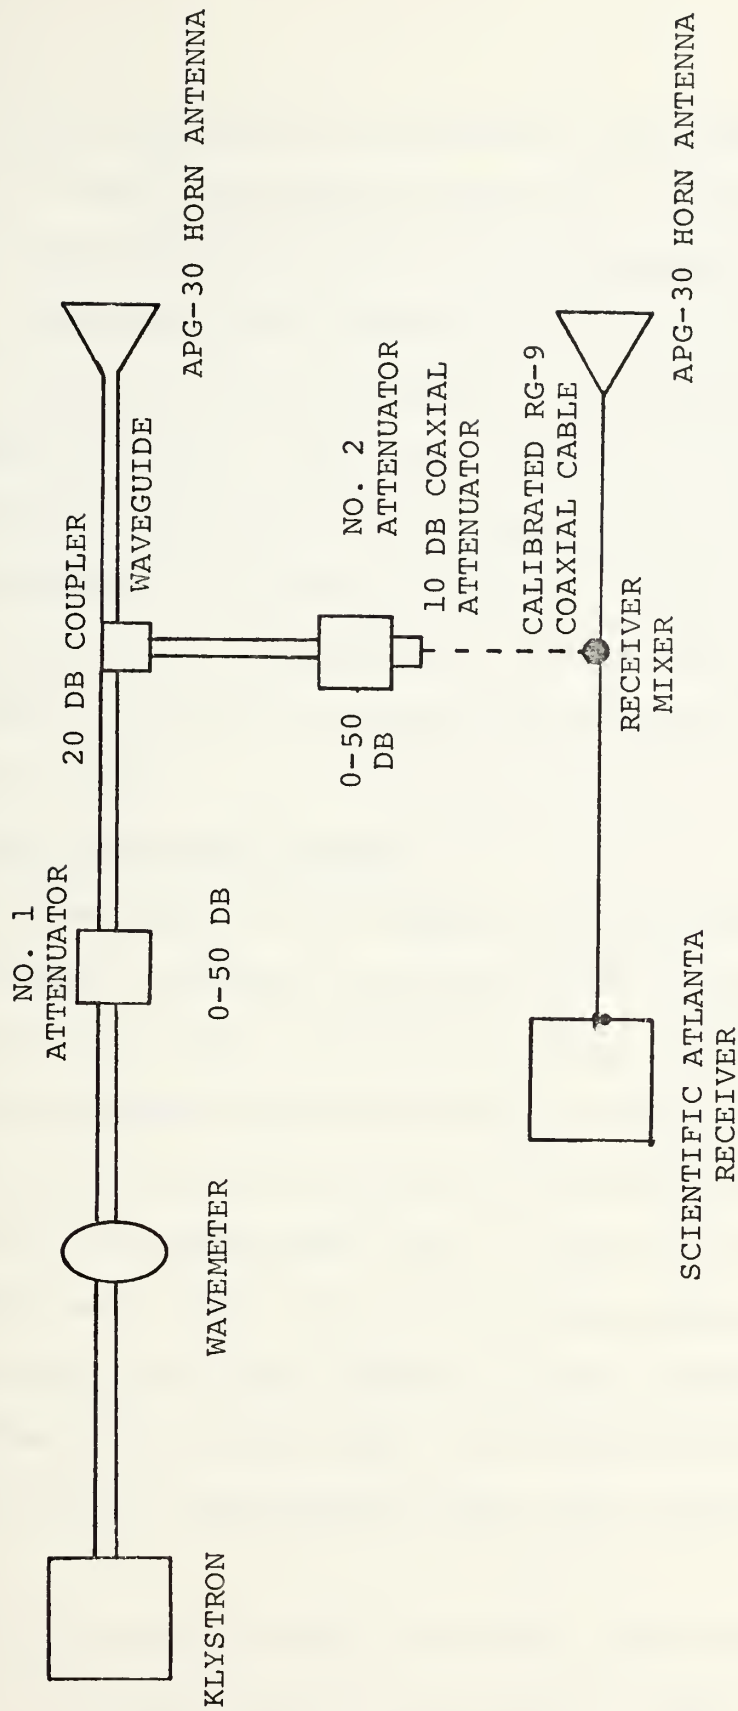 NO. 1
ATTENUATOR
20 DB COUPLER
WAVEGUIDE
APG-30 HORN ANTENNA
KLYSTRON
WAVEMETER
0-50 DB
NO. 2
ATTENUATOR
0-50
DB
10 DB COAXIAL
ATTENUATOR
CALIBRATED RG-9
COAXIAL CABLE
RECEIVER
MIXER
APG-30 HORN ANTENNA
SCIENTIFIC ATLANTA
RECEIVER